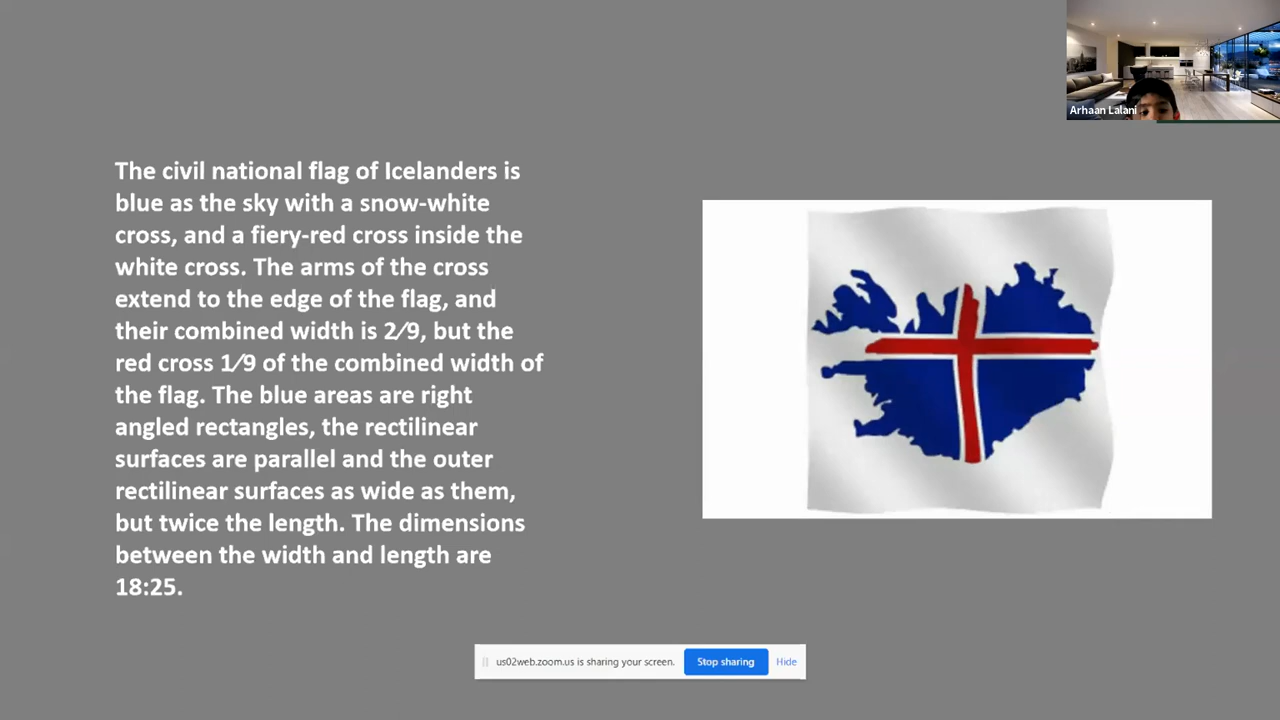 Arhaan Lalani
The civil national flag of Icelanders is
blue as the sky with a snow-white
cross, and a fiery-red cross inside the
white cross. The arms of the cross
extend to the edge of the flag, and
their combined width is 2⁄9, but the
red cross 1⁄9 of the combined width of
the flag. The blue areas are right
angled rectangles, the rectilinear
surfaces are parallel and the outer
rectilinear surfaces as wide as them,
but twice the length. The dimensions
between the width and length are
18:25.
us02web.zoom.us is sharing your screen. Stop sharing Hide